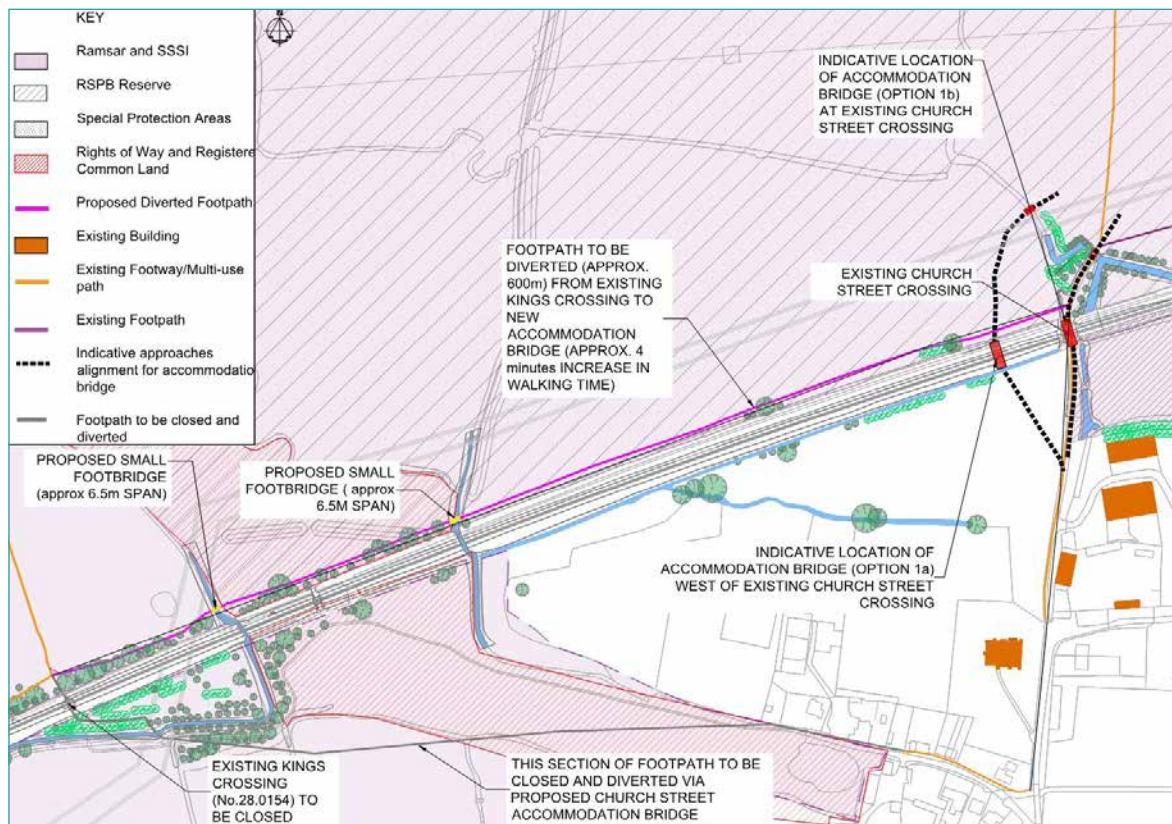 KEY
Ramsar and SSSI
RSPB Reserve
Special Protection Areas
Rights of Way and Registere
Common Land
Proposed Diverted Footpath
Existing Building
Existing Footway/Multi-use
path
Existing Footpath
Indicative approaches
alignment for accommodatio
bridge
Footpath to be closed and
diverted
INDICATIVE LOCATION
OF ACCOMMODATION
BRIDGE (OPTION 1b)
AT EXISTING CHURCH
STREET CROSSING
FOOTPATH TO BE
DIVERTED (APPROX.
600m) FROM EXISTING
KINGS CROSSING TO
NEW
ACCOMMODATION
BRIDGE (APPROX. 4
minutes INCREASE IN
WALKING TIME)
EXISTING CHURCH
STREET CROSSING
PROPOSED SMALL
FOOTBRIDGE
(approx 6.5m SPAN)
PROPOSED SMALL
FOOTBRIDGE ( approx
6.5M SPAN)
INDICATIVE LOCATION OF
ACCOMMODATION BRIDGE (OPTION 1a)
WEST OF EXISTING CHURCH STREET
CROSSING
EXISTING KINGS
CROSSING
(No.28.0154) TO
BE CLOSED
THIS SECTION OF FOOTPATH TO BE
CLOSED AND DIVERTED VIA
PROPOSED CHURCH STREET
ACCOMMODATION BRIDGE